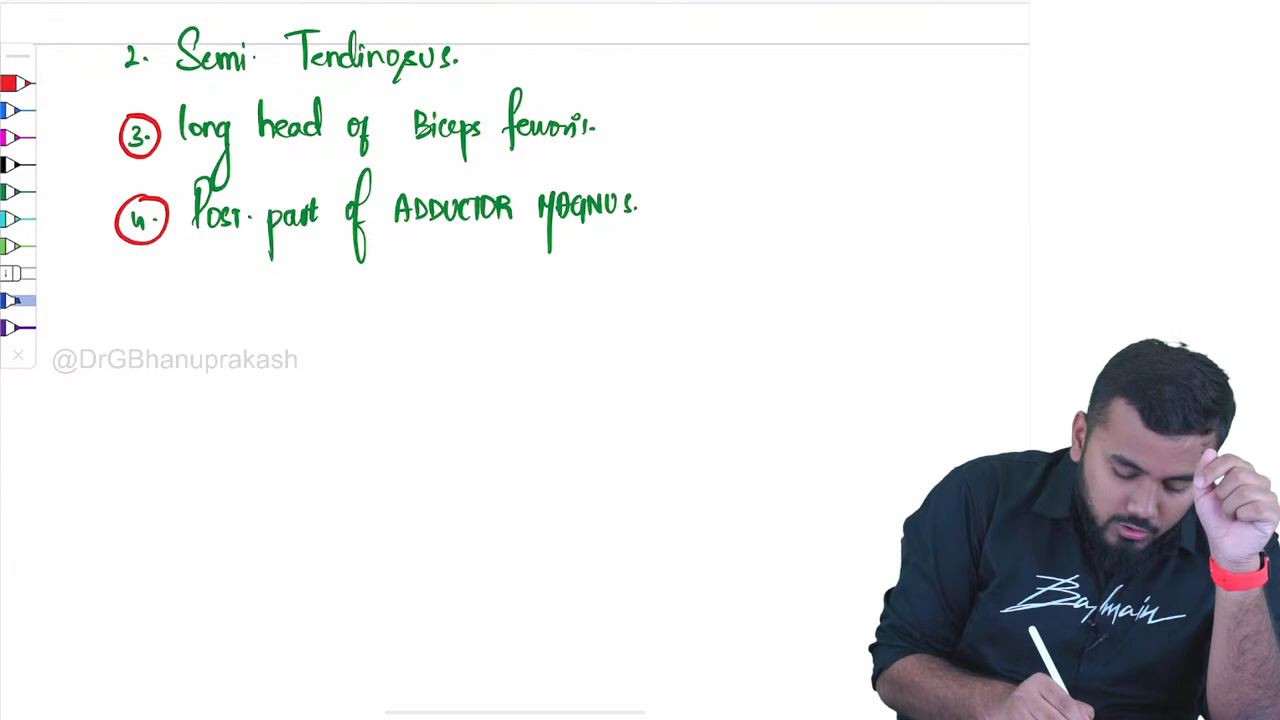 2. Semi. Tendinosus.
3. long head of Biceps femoris.
4. Post. part of ADDUCTOR MAGNUS.
@DrGBhanuprakash
Balmain